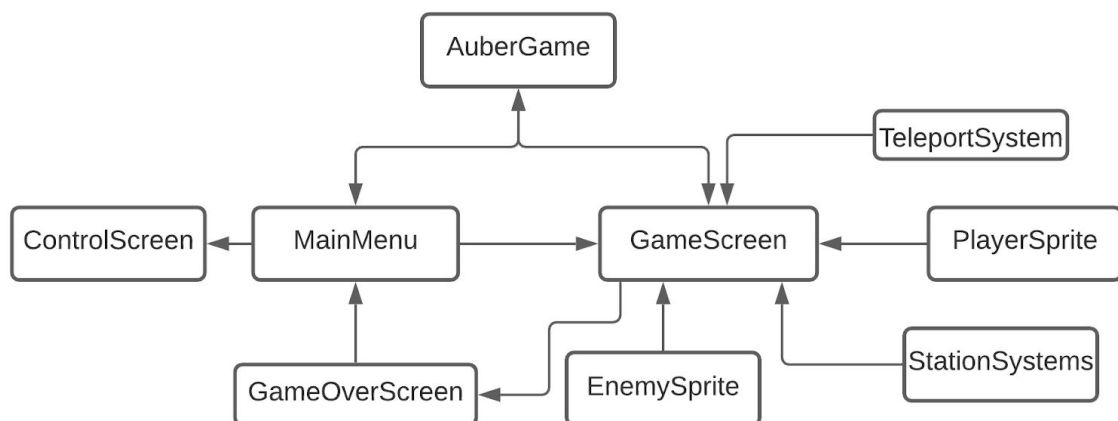 AuberGame
TeleportSystem
ControlScreen
MainMenu
GameScreen
PlayerSprite
StationSystems
GameOverScreen
EnemySprite